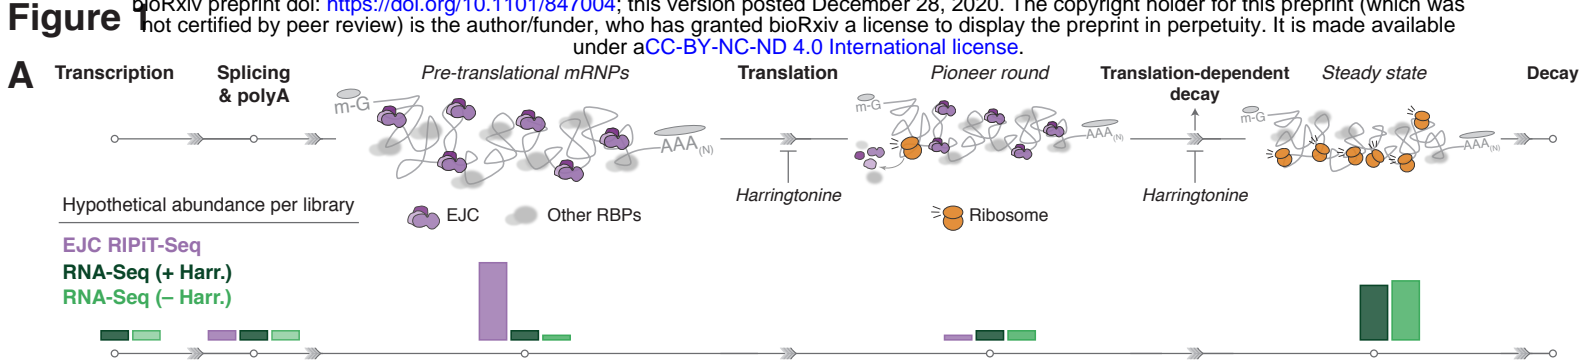 Figure 1
bioRxiv preprint doi: https://doi.org/10.1101/847004; this version posted December 28, 2020. The copyright holder for this preprint (which was
not certified by peer review) is the author/funder, who has granted bioRxiv a license to display the preprint in perpetuity. It is made available
under aCC-BY-NC-ND 4.0 International license.
A
Transcription
Splicing
& polyA
Pre-translational mRNPs
Translation
Pioneer round
Translation-dependent
decay
Steady state
Decay
m-G
AAA(N)
m-G
AAA(N)
m-G
AAA(N)
Harringtonine
Harringtonine
Hypothetical abundance per library
EJC
Other RBPs
Ribosome
EJC RIPiT-Seq
RNA-Seq (+ Harr.)
RNA-Seq (– Harr.)